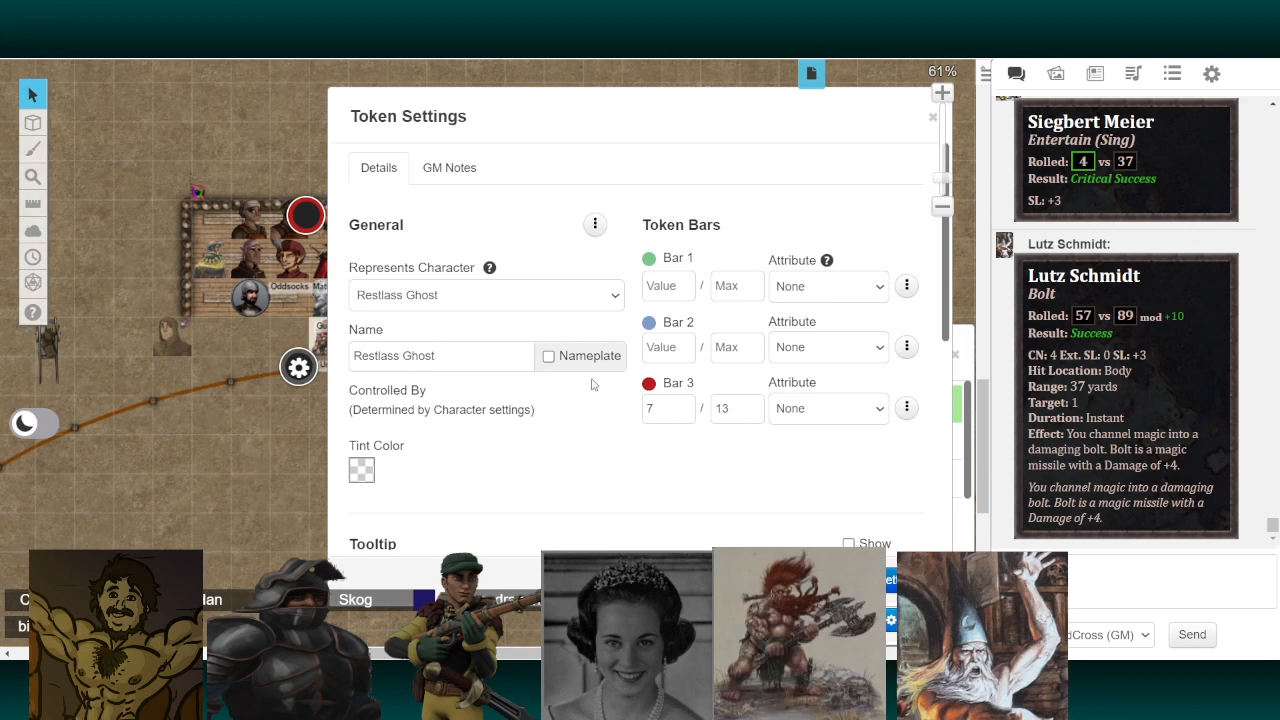 61%
Token Settings
Details
GM Notes
General
Represents Character
Restlass Ghost
Name
Restlass Ghost
Nameplate
Controlled By
(Determined by Character settings)
Tint Color
Token Bars
Bar 1
Attribute
Value / Max
None
Bar 2
Attribute
Value / Max
None
Bar 3
Attribute
7 / 13
None
Tooltip
Show
Oddsocks Mat
Skog
Siegbert Meier
Entertain (Sing)
Rolled: 4 vs 37
Result: Critical Success
SL: +3
Lutz Schmidt:
Lutz Schmidt
Bolt
Rolled: 57 vs 89 mod +10
Result: Success
CN: 4 Ext. SL: 0 SL: +3
Hit Location: Body
Range: 37 yards
Target: 1
Duration: Instant
Effect: You channel magic into a
damaging bolt. Bolt is a magic
missile with a Damage of +4.
You channel magic into a damaging
bolt. Bolt is a magic missile with a
Damage of +4.
dCross (GM)
Send